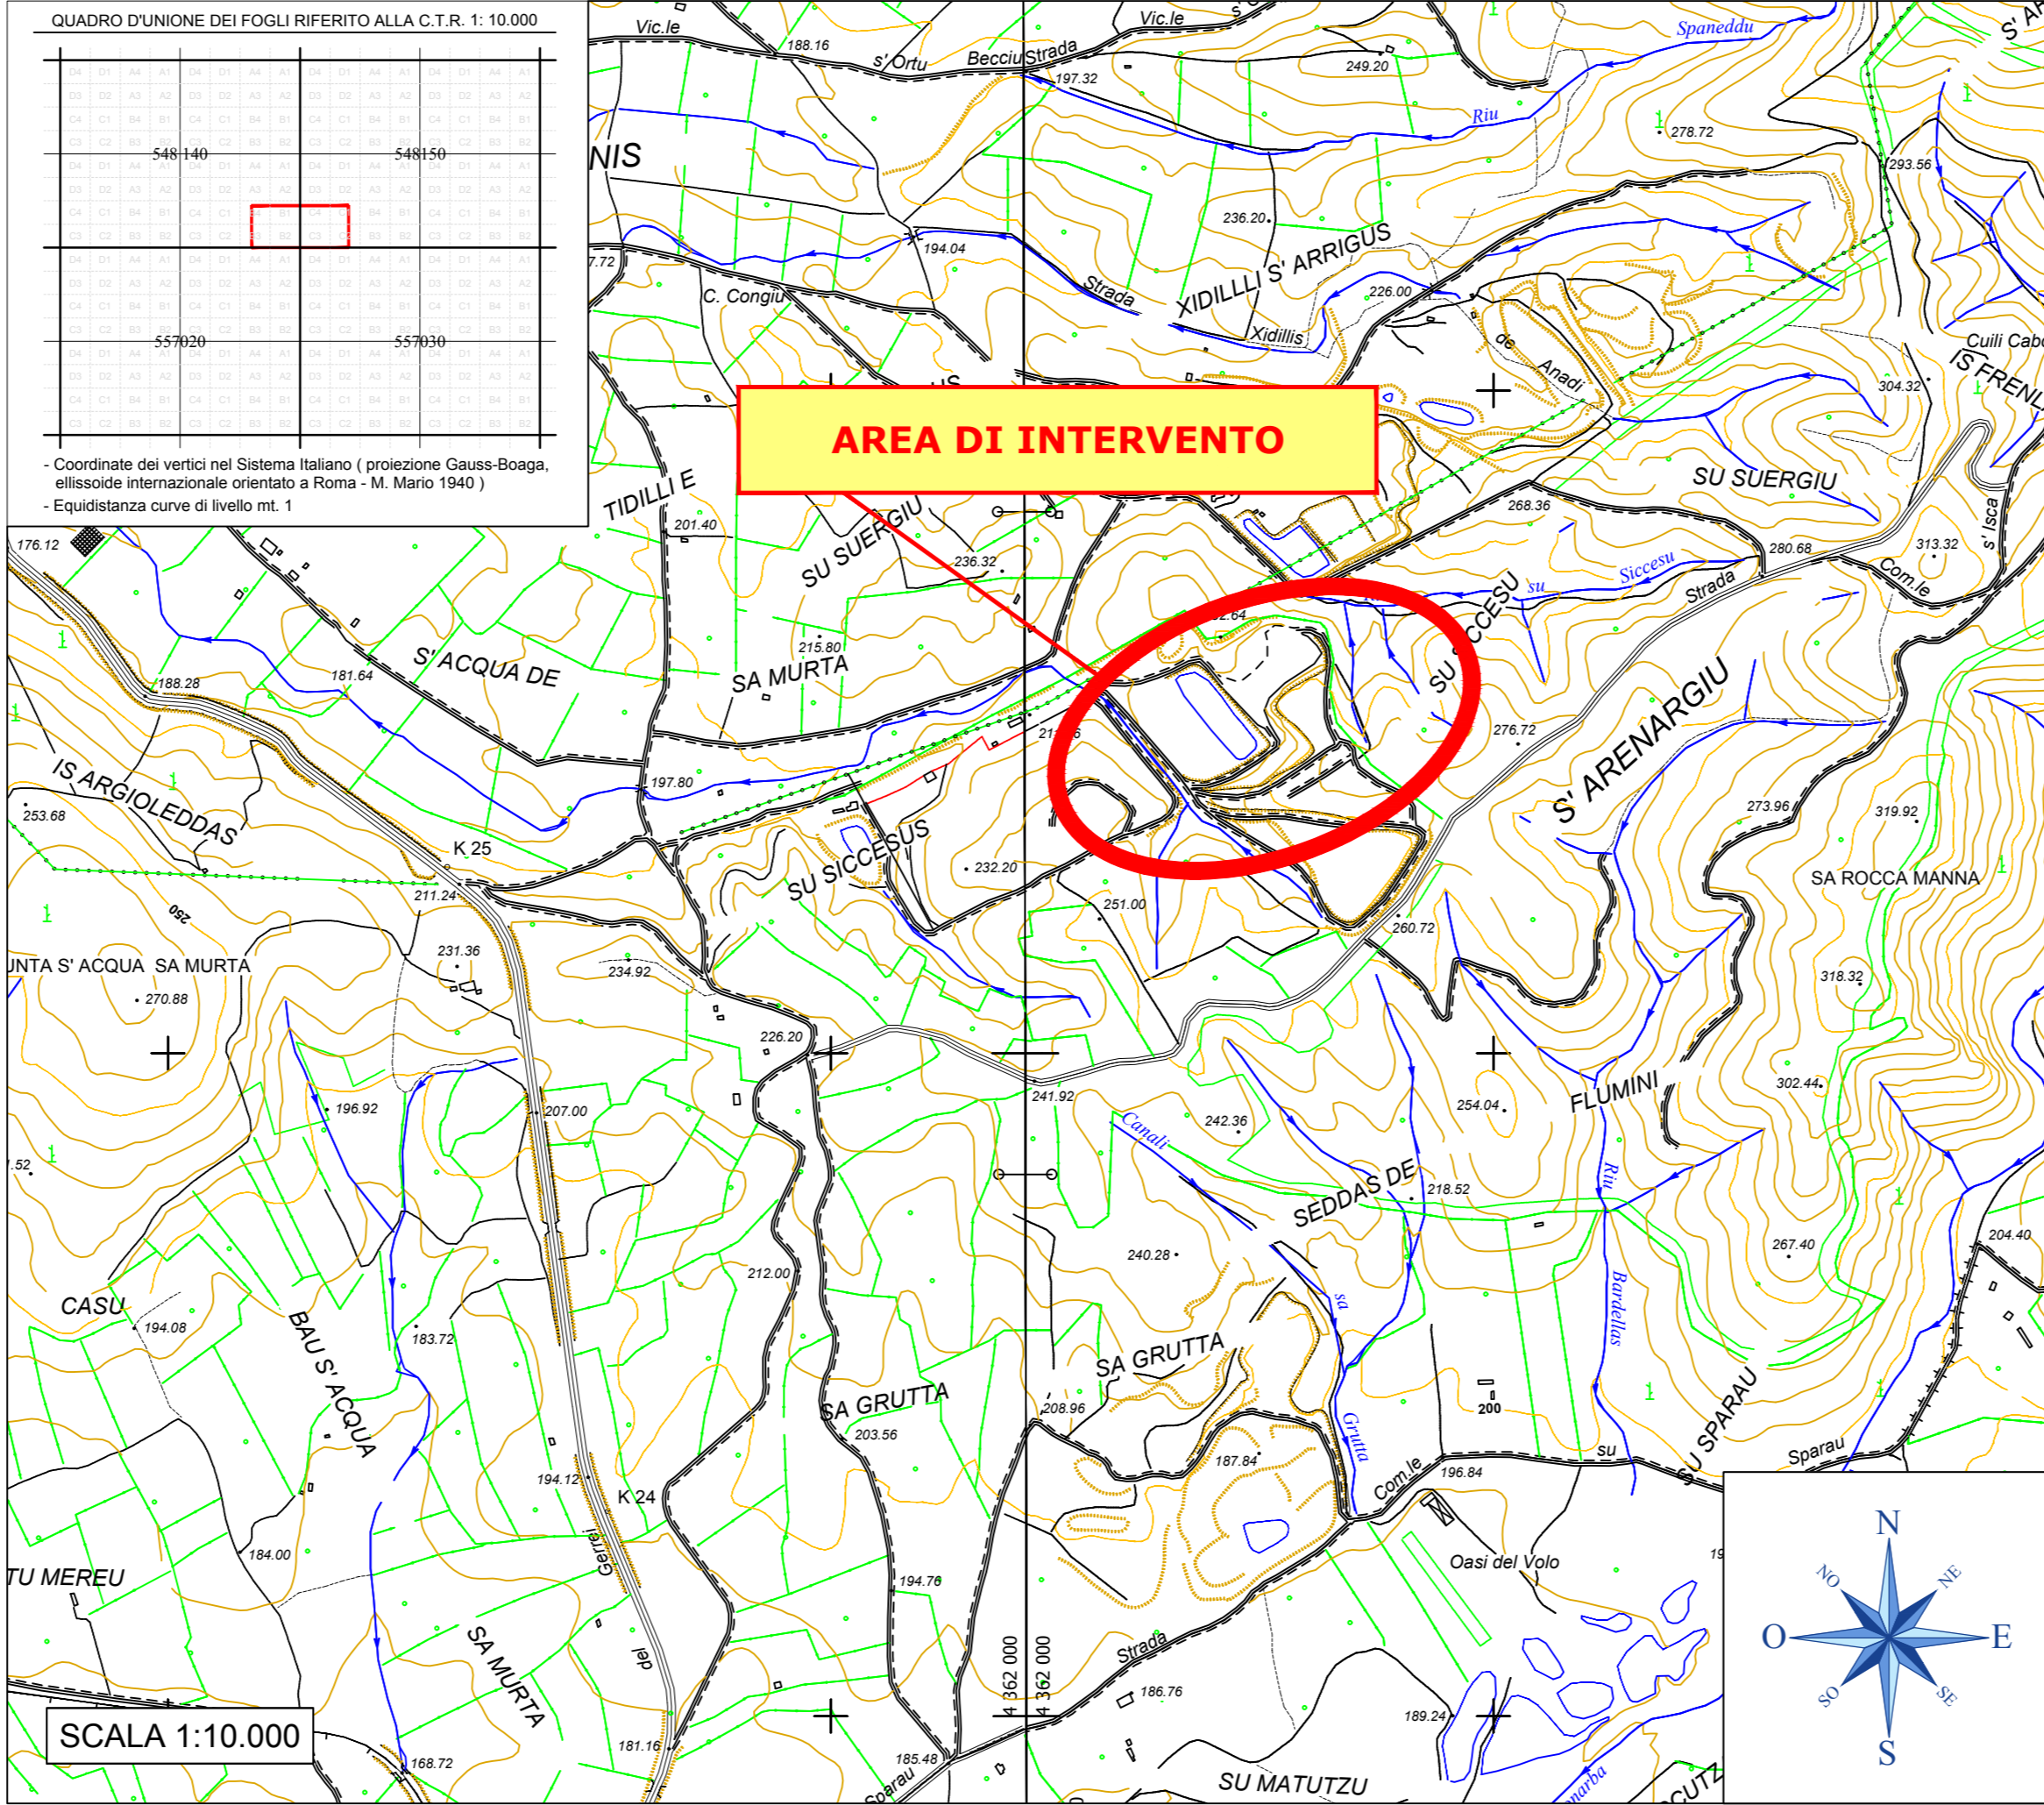 QUADRO D'UNIONE DEI FOGLI RIFERITO ALLA C.T.R. 1: 10.000
548140
548150
557020
557030
- Coordinate dei vertici nel Sistema Italiano ( proiezione Gauss-Boaga,
ellissoide internazionale orientato a Roma - M. Mario 1940 )
- Equidistanza curve di livello mt. 1
Vic.le
188.16
s' Ortu
Becciu
Strada
Vic.le
197.32
249.20
Spaneddu
Riu
278.72
293.56
NIS
236.20
194.04
7.72
C. Congiu
Strada
XIDILLLI S' ARRIGUS
226.00
Xidillis
de
Anadi
Cuili Cab
304.32
IS FRENL
AREA DI INTERVENTO
TIDILLI E
201.40
SU SUERGIU
236.32
SU SUERGIU
268.36
280.68
s' Isca
313.32
Com.le
176.12
Siccesu
su
Strada
215.80
S' ACQUA DE
SA MURTA
181.64
188.28
276.72
S' ARENARGIU
IS ARGIOLEDDAS
253.68
197.80
273.96
319.92
K 25
SU SICCESUS
232.20
SA ROCCA MANNA
211.24
250
251.00
260.72
231.36
234.92
UNTA S' ACQUA SA MURTA
270.88
318.32
226.20
241.92
196.92
207.00
Canali
242.36
254.04
FLUMINI
302.44
.52
SEDDAS DE
218.52
Riu
240.28
267.40
204.40
212.00
CASU
194.08
BAU S' ACQUA
183.72
sa
Bardellas
SA GRUTTA
SA GRUTTA
208.96
203.56
Grutta
187.84
200
SU SPARAU
su
Sparau
Com.le
196.84
194.12
K 24
Gerrei
184.00
TU MEREU
194.76
Oasi del Volo
19
SA MURTA
del
Strada
4 362 000
4 362 000
186.76
189.24
SCALA 1:10.000
181.16
185.48
168.72
Sparau
SU MATUTZU
N
NO
NE
O
E
SO
SE
S